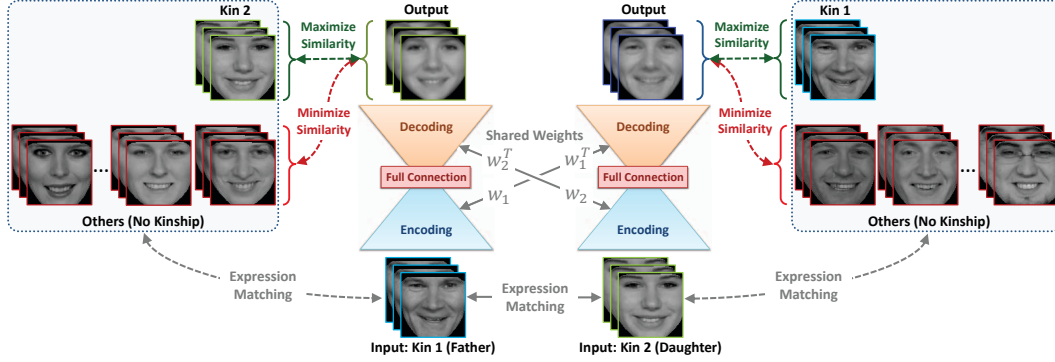 Kin 2
Maximize
Similarity
Output
Output
Maximize
Similarity
Kin 1
Minimize
Similarity
Decoding
Shared Weights
Decoding
Minimize
Similarity
w₂ᵀ
w₁ᵀ
...
Full Connection
Full Connection
...
w₁
w₂
Others (No Kinship)
Encoding
Encoding
Others (No Kinship)
Expression
Matching
Expression
Matching
Expression
Matching
Input: Kin 1 (Father)
Input: Kin 2 (Daughter)